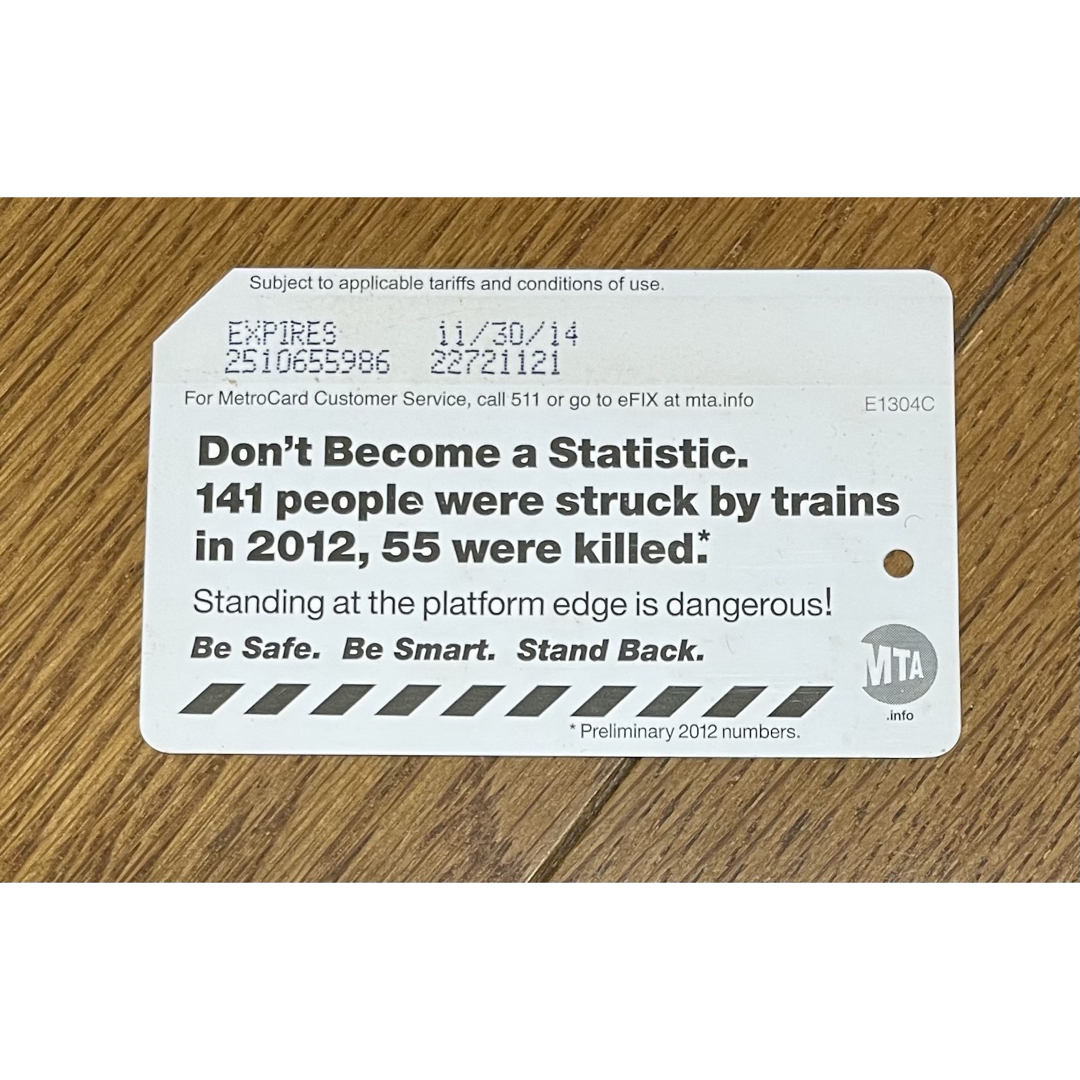 Subject to applicable tariffs and conditions of use.
EXPIRES 11/30/14
2510655986 22721121
For MetroCard Customer Service, call 511 or go to eFIX at mta.info
E1304C
Don't Become a Statistic.
141 people were struck by trains
in 2012, 55 were killed.*
Standing at the platform edge is dangerous!
Be Safe. Be Smart. Stand Back.
MTA
.info
* Preliminary 2012 numbers.